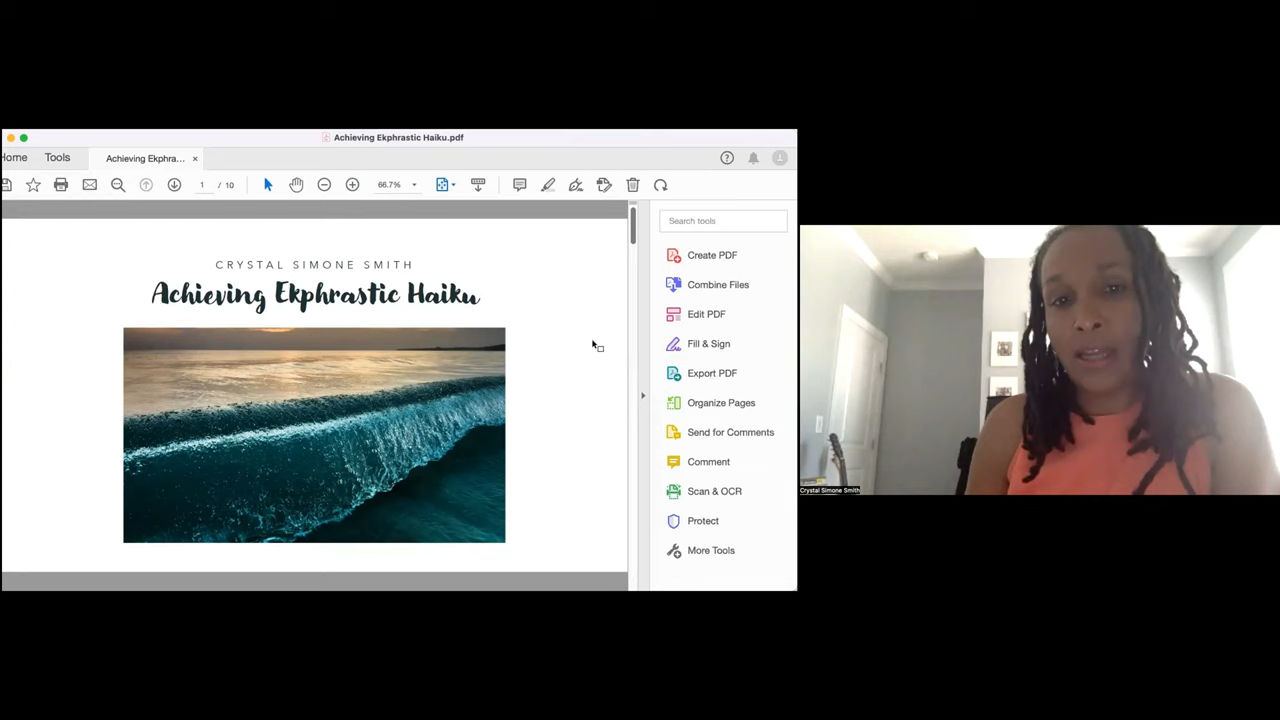 Achieving Ekphrastic Haiku.pdf
Home
Tools
Achieving Ekphra...
1 / 10
66.7%
CRYSTAL SIMONE SMITH
Achieving Ekphrastic Haiku
Search tools
Create PDF
Combine Files
Edit PDF
Fill & Sign
Export PDF
Organize Pages
Send for Comments
Comment
Scan & OCR
Protect
More Tools
Crystal Simone Smith